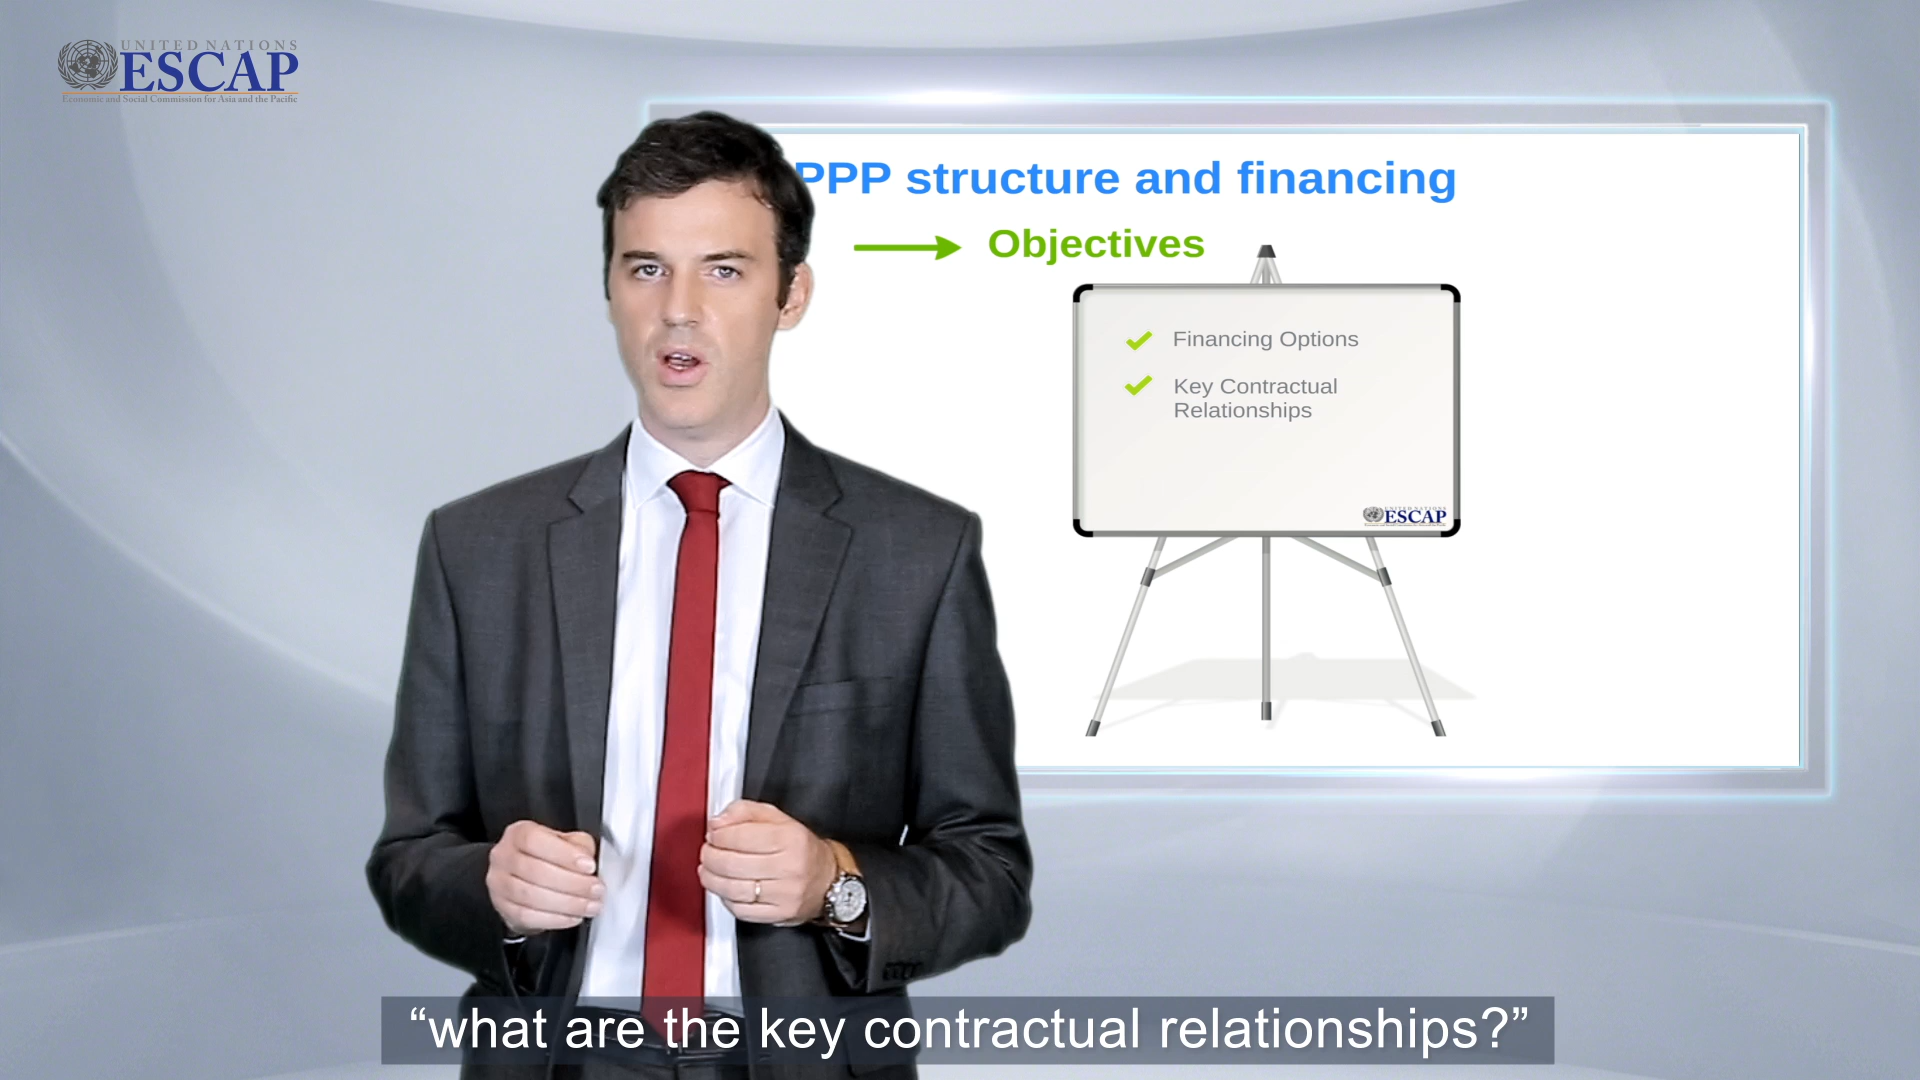 UNITED NATIONS
ESCAP
Economic and Social Commission for Asia and the Pacific
PPP structure and financing
Objectives
Financing Options
Key Contractual
Relationships
ESCAP
“what are the key contractual relationships?”